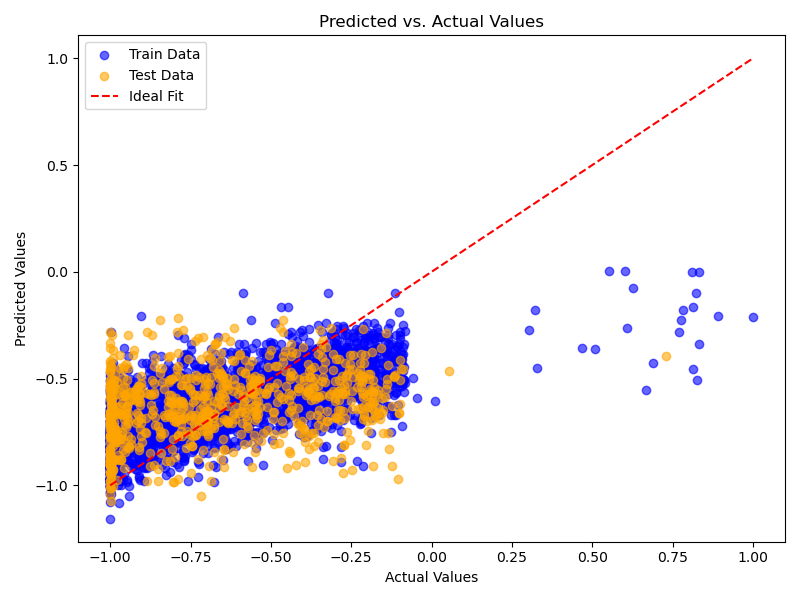 Predicted vs. Actual Values
Train Data
Test Data
Ideal Fit
1.0
0.5
0.0
−0.5
−1.0
Predicted Values
−1.00 −0.75 −0.50 −0.25 0.00 0.25 0.50 0.75 1.00
Actual Values